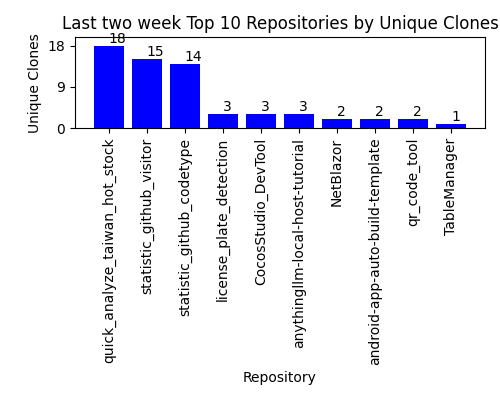 Last two week Top 10 Repositories by Unique Clones
Unique Clones
18
9
0
18
15
14
3
3
3
2
2
2
1
quick_analyze_taiwan_hot_stock
statistic_github_visitor
statistic_github_codetype
license_plate_detection
CocosStudio_DevTool
anythingllm-local-host-tutorial
NetBlazor
android-app-auto-build-template
qr_code_tool
TableManager
Repository